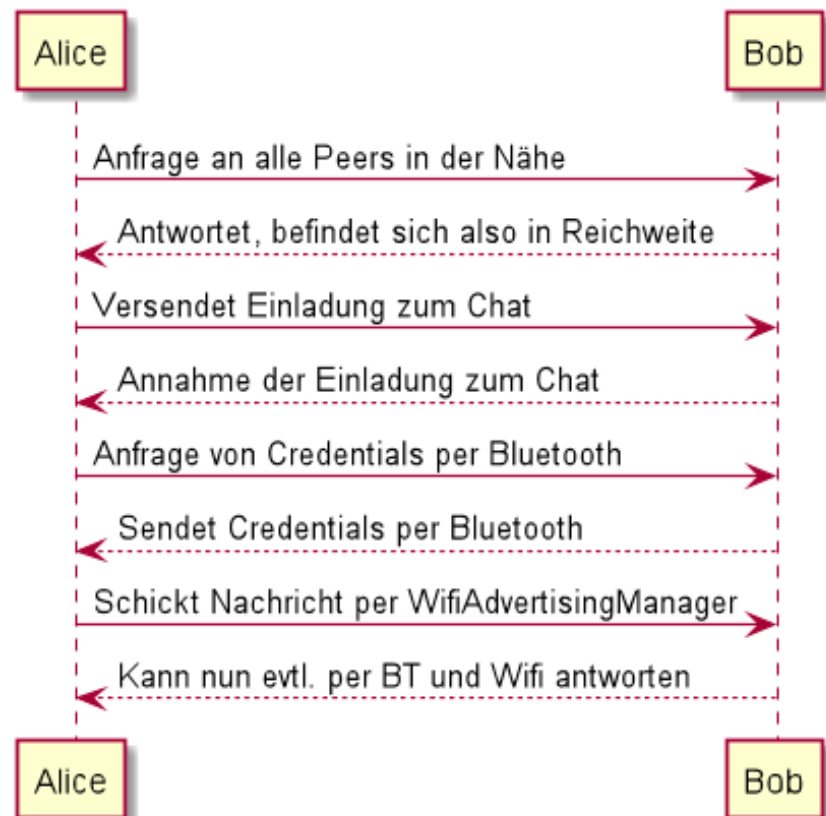 Alice
Bob
Anfrage an alle Peers in der Nähe
Antwortet, befindet sich also in Reichweite
Versendet Einladung zum Chat
Annahme der Einladung zum Chat
Anfrage von Credentials per Bluetooth
Sendet Credentials per Bluetooth
Schickt Nachricht per WifiAdvertisingManager
Kann nun evtl. per BT und Wifi antworten
Alice
Bob